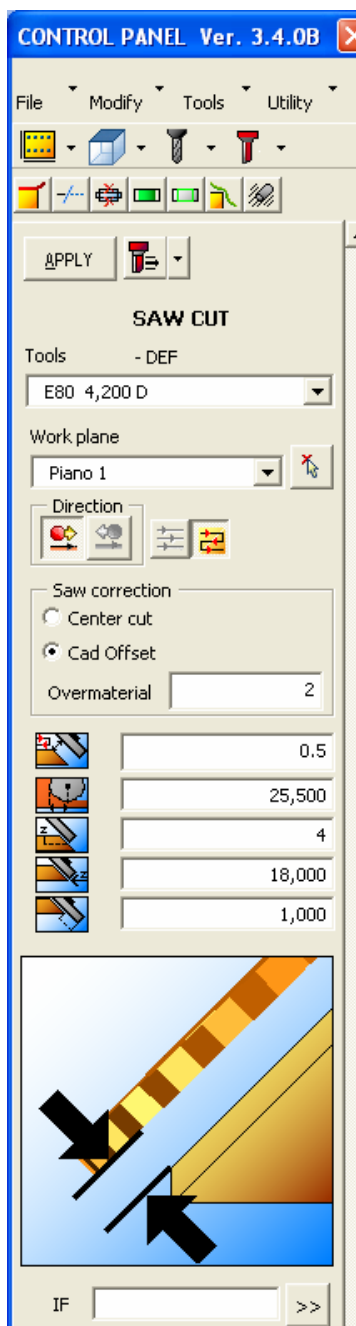 CONTROL PANEL Ver. 3.4.0B
File Modify Tools Utility
APPLY
SAW CUT
Tools - DEF
E80 4,200 D
Work plane
Piano 1
Direction
Saw correction
Center cut
Cad Offset
Overmaterial 2
0.5
25,500
z 4
z 18,000
1,000
IF >>